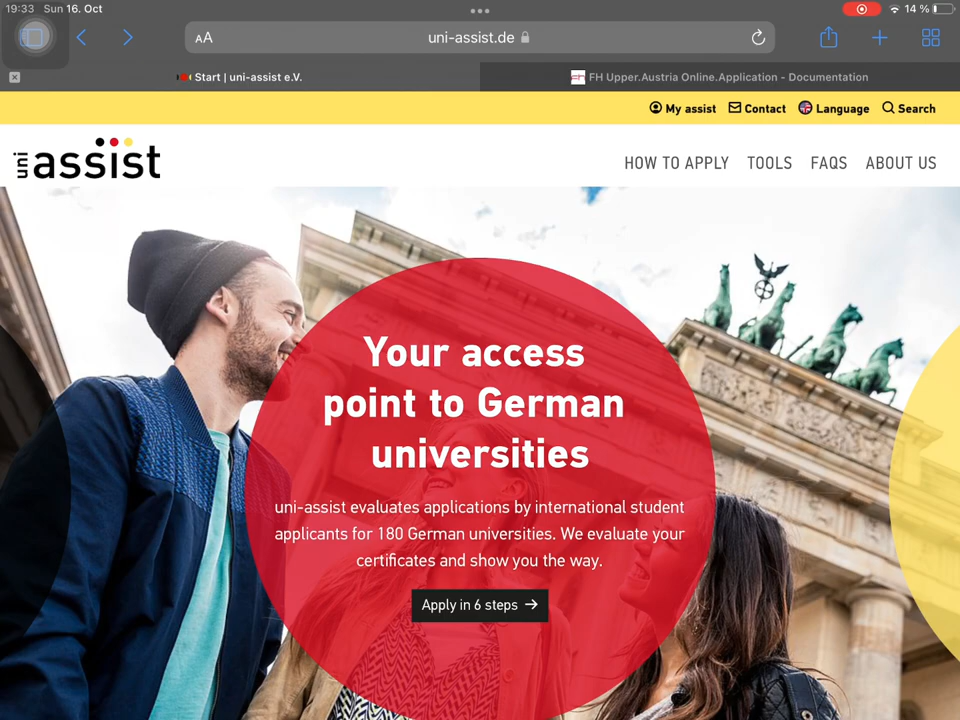 19:33 Sun 16. Oct
14 %
AA
uni-assist.de
Start | uni-assist e.V.
FH Upper.Austria Online.Application - Documentation
My assist Contact Language Search
uni assist
HOW TO APPLY TOOLS FAQS ABOUT US
Your access
point to German
universities
uni-assist evaluates applications by international student
applicants for 180 German universities. We evaluate your
certificates and show you the way.
Apply in 6 steps →